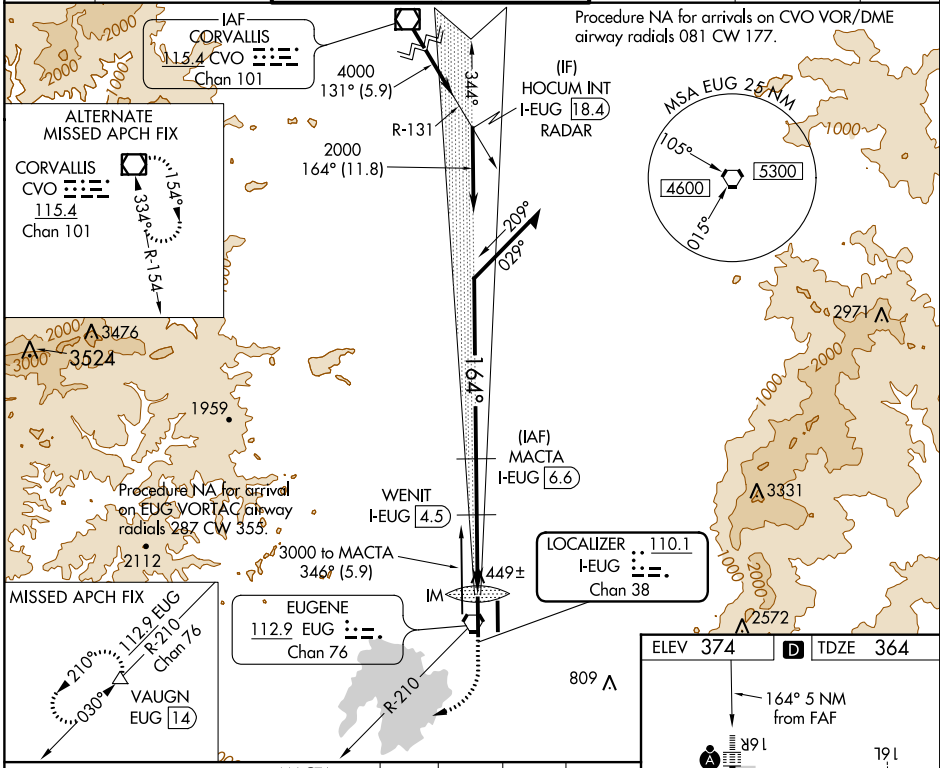 IAF
CORVALLIS
115.4 CVO
Chan 101
4000
131° (5.9)
R-131
344°
2000
164° (11.8)
(IF)
HOCUM INT
I-EUG 18.4
RADAR
Procedure NA for arrivals on CVO VOR/DME
airway radials 081 CW 177.
MSA EUG 25 NM
105°
4600
5300
015°
1000
2000
1000
ALTERNATE
MISSED APCH FIX
CORVALLIS
CVO
115.4
Chan 101
154°
334°
R-154
209°
029°
164°
2000
3476
3000
3524
1959
2971
2000
1000
3331
(IAF)
MACTA
I-EUG 6.6
WENIT
I-EUG 4.5
Procedure NA for arrival
on EUG VORTAC airway
radials 287 CW 355.
2112
3000 to MACTA
346° (5.9)
449±
IM
LOCALIZER 110.1
I-EUG
Chan 38
2000
1000
2572
MISSED APCH FIX
112.9 EUG
R-210
Chan 76
210°
030°
VAUGN
EUG 14
EUGENE
112.9 EUG
Chan 76
R-210
809
ELEV 374
D
TDZE 364
164° 5 NM
from FAF
16R
A
16L